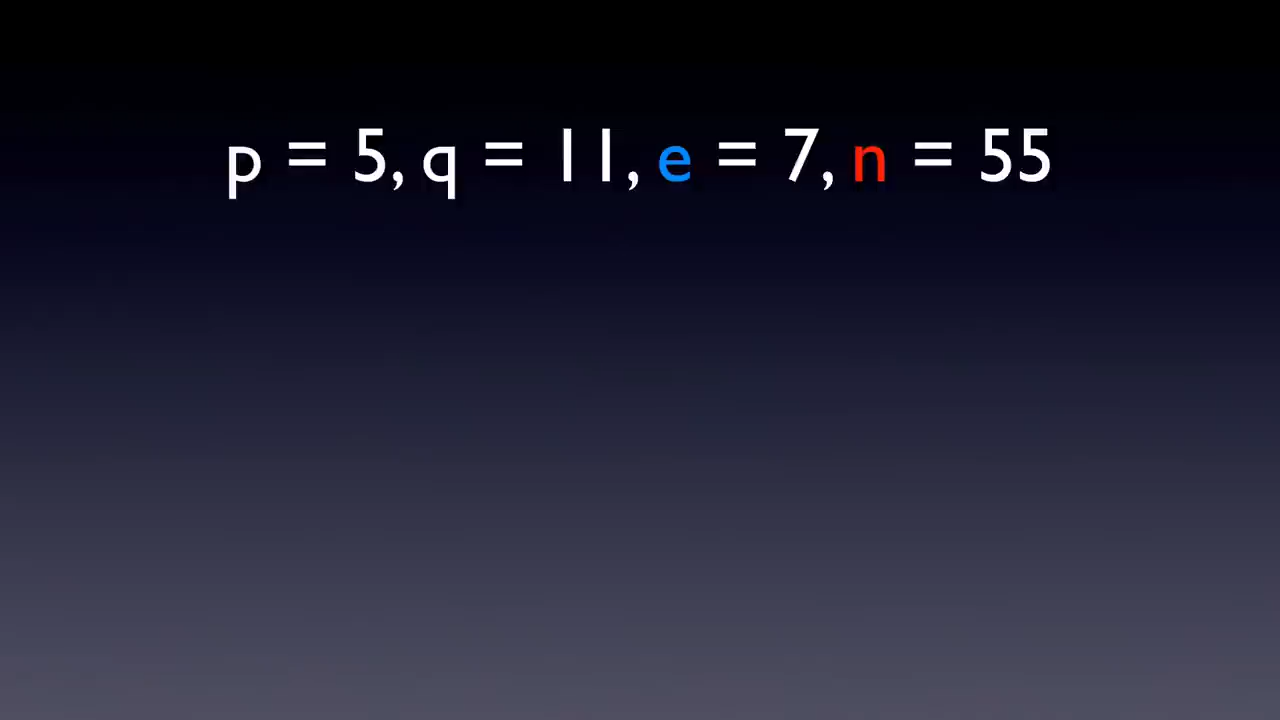 p = 5, q = 11, e = 7, n = 55